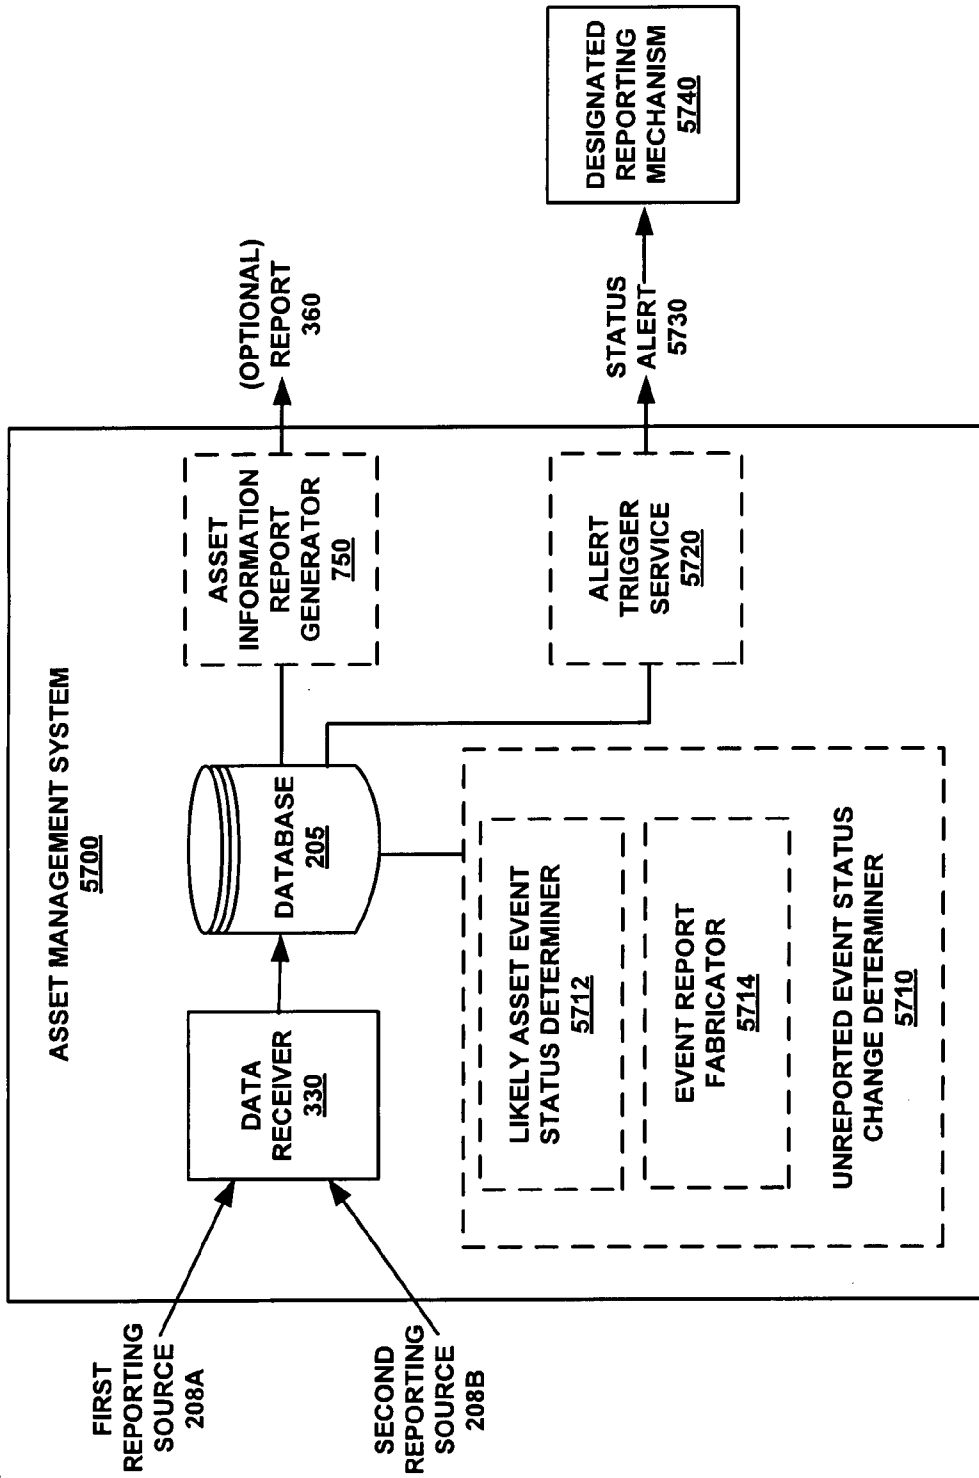 ASSET MANAGEMENT SYSTEM
5700
FIRST
REPORTING
SOURCE
208A
SECOND
REPORTING
SOURCE
208B
DATA
RECEIVER
330
DATABASE
205
ASSET
INFORMATION
REPORT
GENERATOR
750
(OPTIONAL)
REPORT
360
LIKELY ASSET EVENT
STATUS DETERMINER
5712
EVENT REPORT
FABRICATOR
5714
UNREPORTED EVENT STATUS
CHANGE DETERMINER
5710
ALERT
TRIGGER
SERVICE
5720
STATUS
ALERT
5730
DESIGNATED
REPORTING
MECHANISM
5740